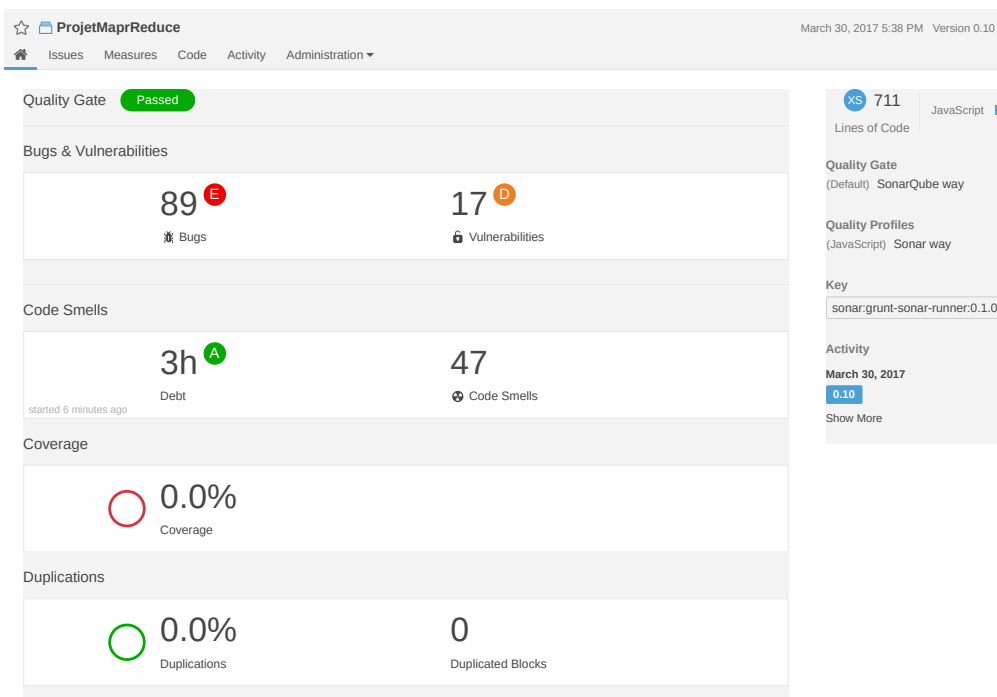 ProjetMaprReduce
March 30, 2017 5:38 PM Version 0.10
Issues Measures Code Activity Administration
Quality Gate Passed
Bugs & Vulnerabilities
89 E
Bugs
17 D
Vulnerabilities
Code Smells
3h A
Debt
47
Code Smells
started 6 minutes ago
Coverage
0.0%
Coverage
Duplications
0.0%
Duplications
0
Duplicated Blocks
XS 711
Lines of Code
JavaScript
Quality Gate
(Default) SonarQube way
Quality Profiles
(JavaScript) Sonar way
Key
sonar:grunt-sonar-runner:0.1.0
Activity
March 30, 2017
0.10
Show More